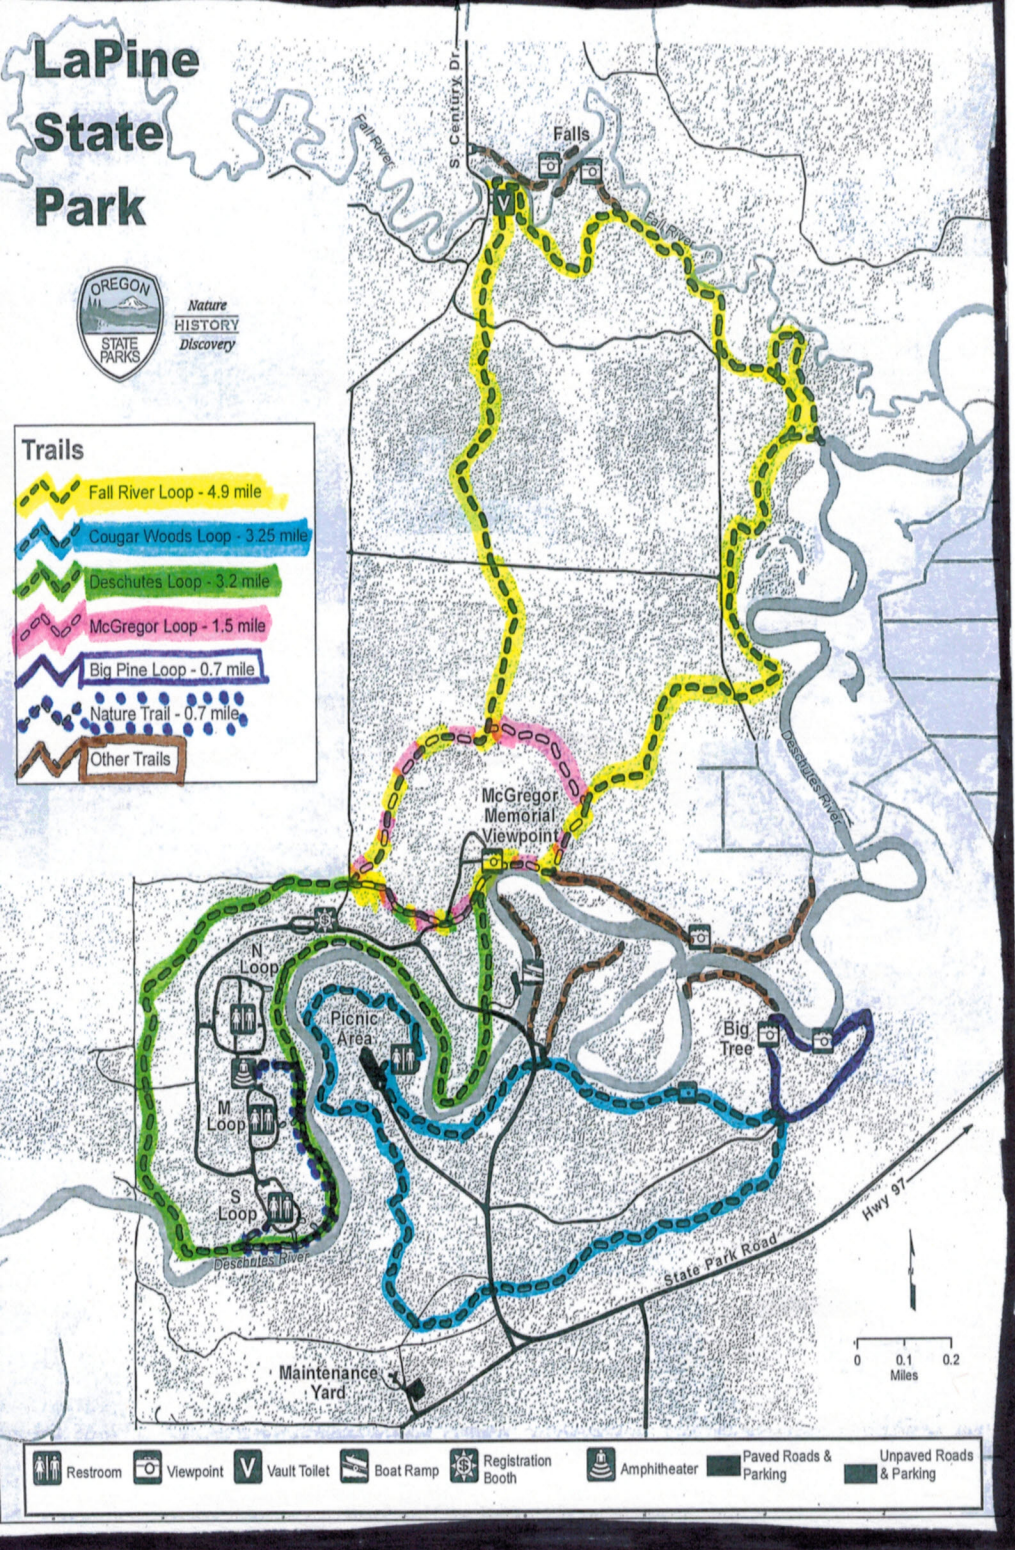 LaPine
State
Park
OREGON
STATE
PARKS
Nature
HISTORY
Discovery
S. Century Dr.
Fall River
Falls
Trails
Fall River Loop - 4.9 mile
Cougar Woods Loop - 3.25 mile
Deschutes Loop - 3.2 mile
McGregor Loop - 1.5 mile
Big Pine Loop - 0.7 mile
Nature Trail - 0.7 mile
Other Trails
McGregor
Memorial
Viewpoint
Deschutes River
N
Loop
Picnic
Area
Big
Tree
M
Loop
S
Loop
Deschutes River
Hwy 97
State Park Road
Maintenance
Yard
0 0.1 0.2
Miles
Restroom
Viewpoint
V
Vault Toilet
Boat Ramp
Registration
Booth
Amphitheater
Paved Roads &
Parking
Unpaved Roads
& Parking